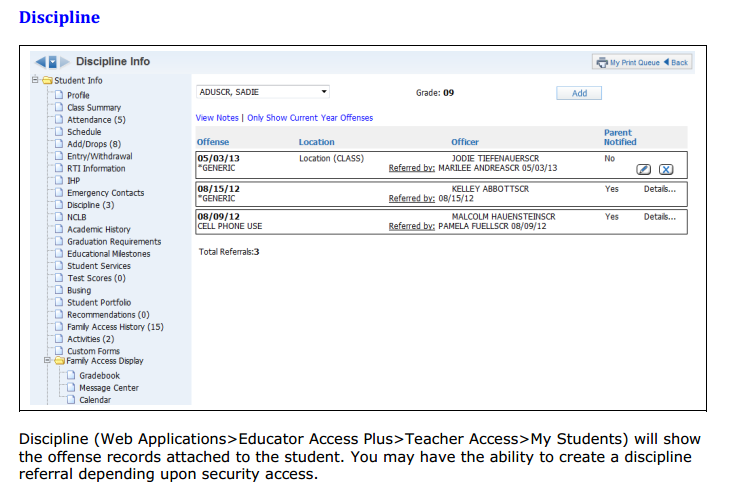 Discipline
Discipline Info
My Print Queue
Back
Student Info
Profile
Class Summary
Attendance (5)
Schedule
Add/Drops (8)
Entry/Withdrawal
RTI Information
IHP
Emergency Contacts
Discipline (3)
NCLB
Academic History
Graduation Requirements
Educational Milestones
Student Services
Test Scores (0)
Busing
Student Portfolio
Recommendations (0)
Family Access History (15)
Activities (2)
Custom Forms
Family Access Display
Gradebook
Message Center
Calendar
ADUSCR, SADIE
Grade: 09
Add
View Notes | Only Show Current Year Offenses
Offense Location Officer Parent Notified
05/03/13 Location (CLASS) JODIE TIEFENAUERSCR No
*GENERIC Referred by: MARILEE ANDREASCR 05/03/13
08/15/12 KELLEY ABBOTTSCR Yes Details...
*GENERIC Referred by: 08/15/12
08/09/12 MALCOLM HAUENSTEINSCR Yes Details...
CELL PHONE USE Referred by: PAMELA FUELLSCR 08/09/12
Total Referrals:3
Discipline (Web Applications>Educator Access Plus>Teacher Access>My Students) will show
the offense records attached to the student. You may have the ability to create a discipline
referral depending upon security access.